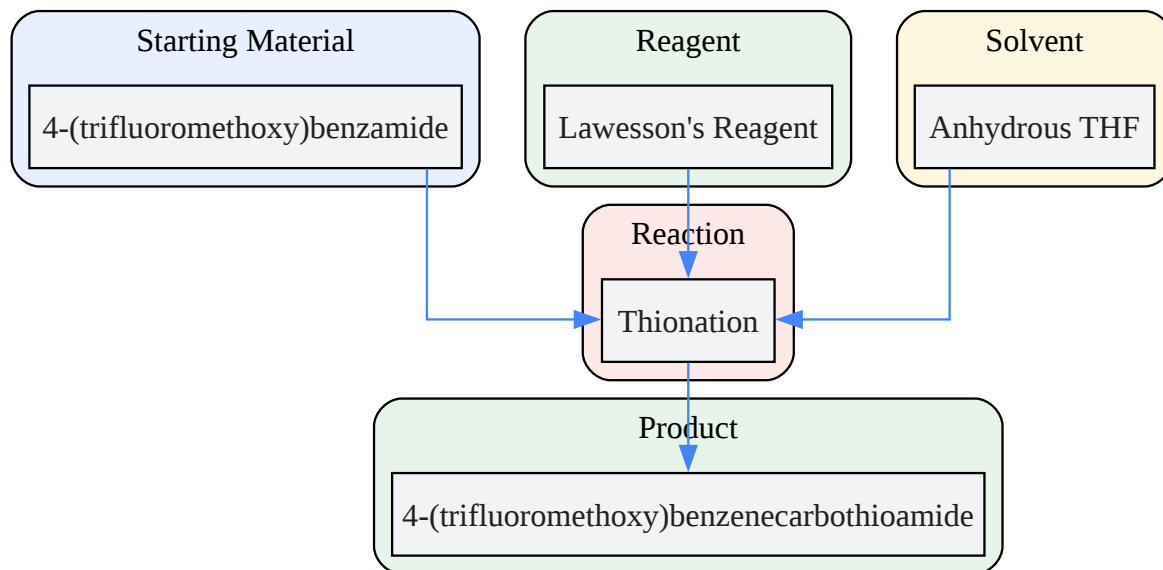 Starting Material
Reagent
Solvent
4-(trifluoromethoxy)benzamide
Lawesson's Reagent
Anhydrous THF
Reaction
Thionation
Product
4-(trifluoromethoxy)benzenecarbothioamide